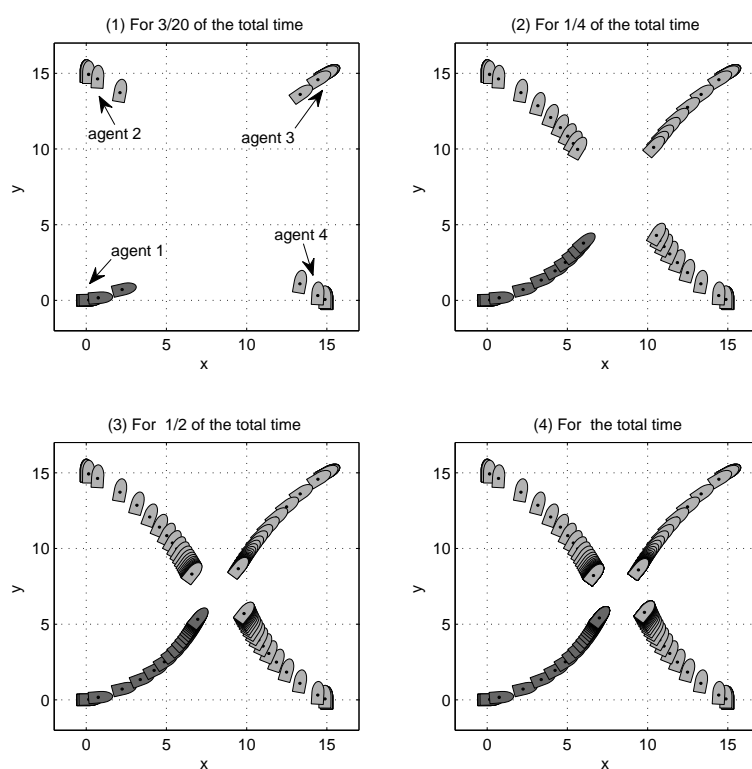 (1) For 3/20 of the total time
15
10
5
0
y
0
5
10
15
x
agent 2
agent 3
agent 1
agent 4
(2) For 1/4 of the total time
15
10
5
0
y
0
5
10
15
x
(3) For 1/2 of the total time
15
10
5
0
y
0
5
10
15
x
(4) For the total time
15
10
5
0
y
0
5
10
15
x